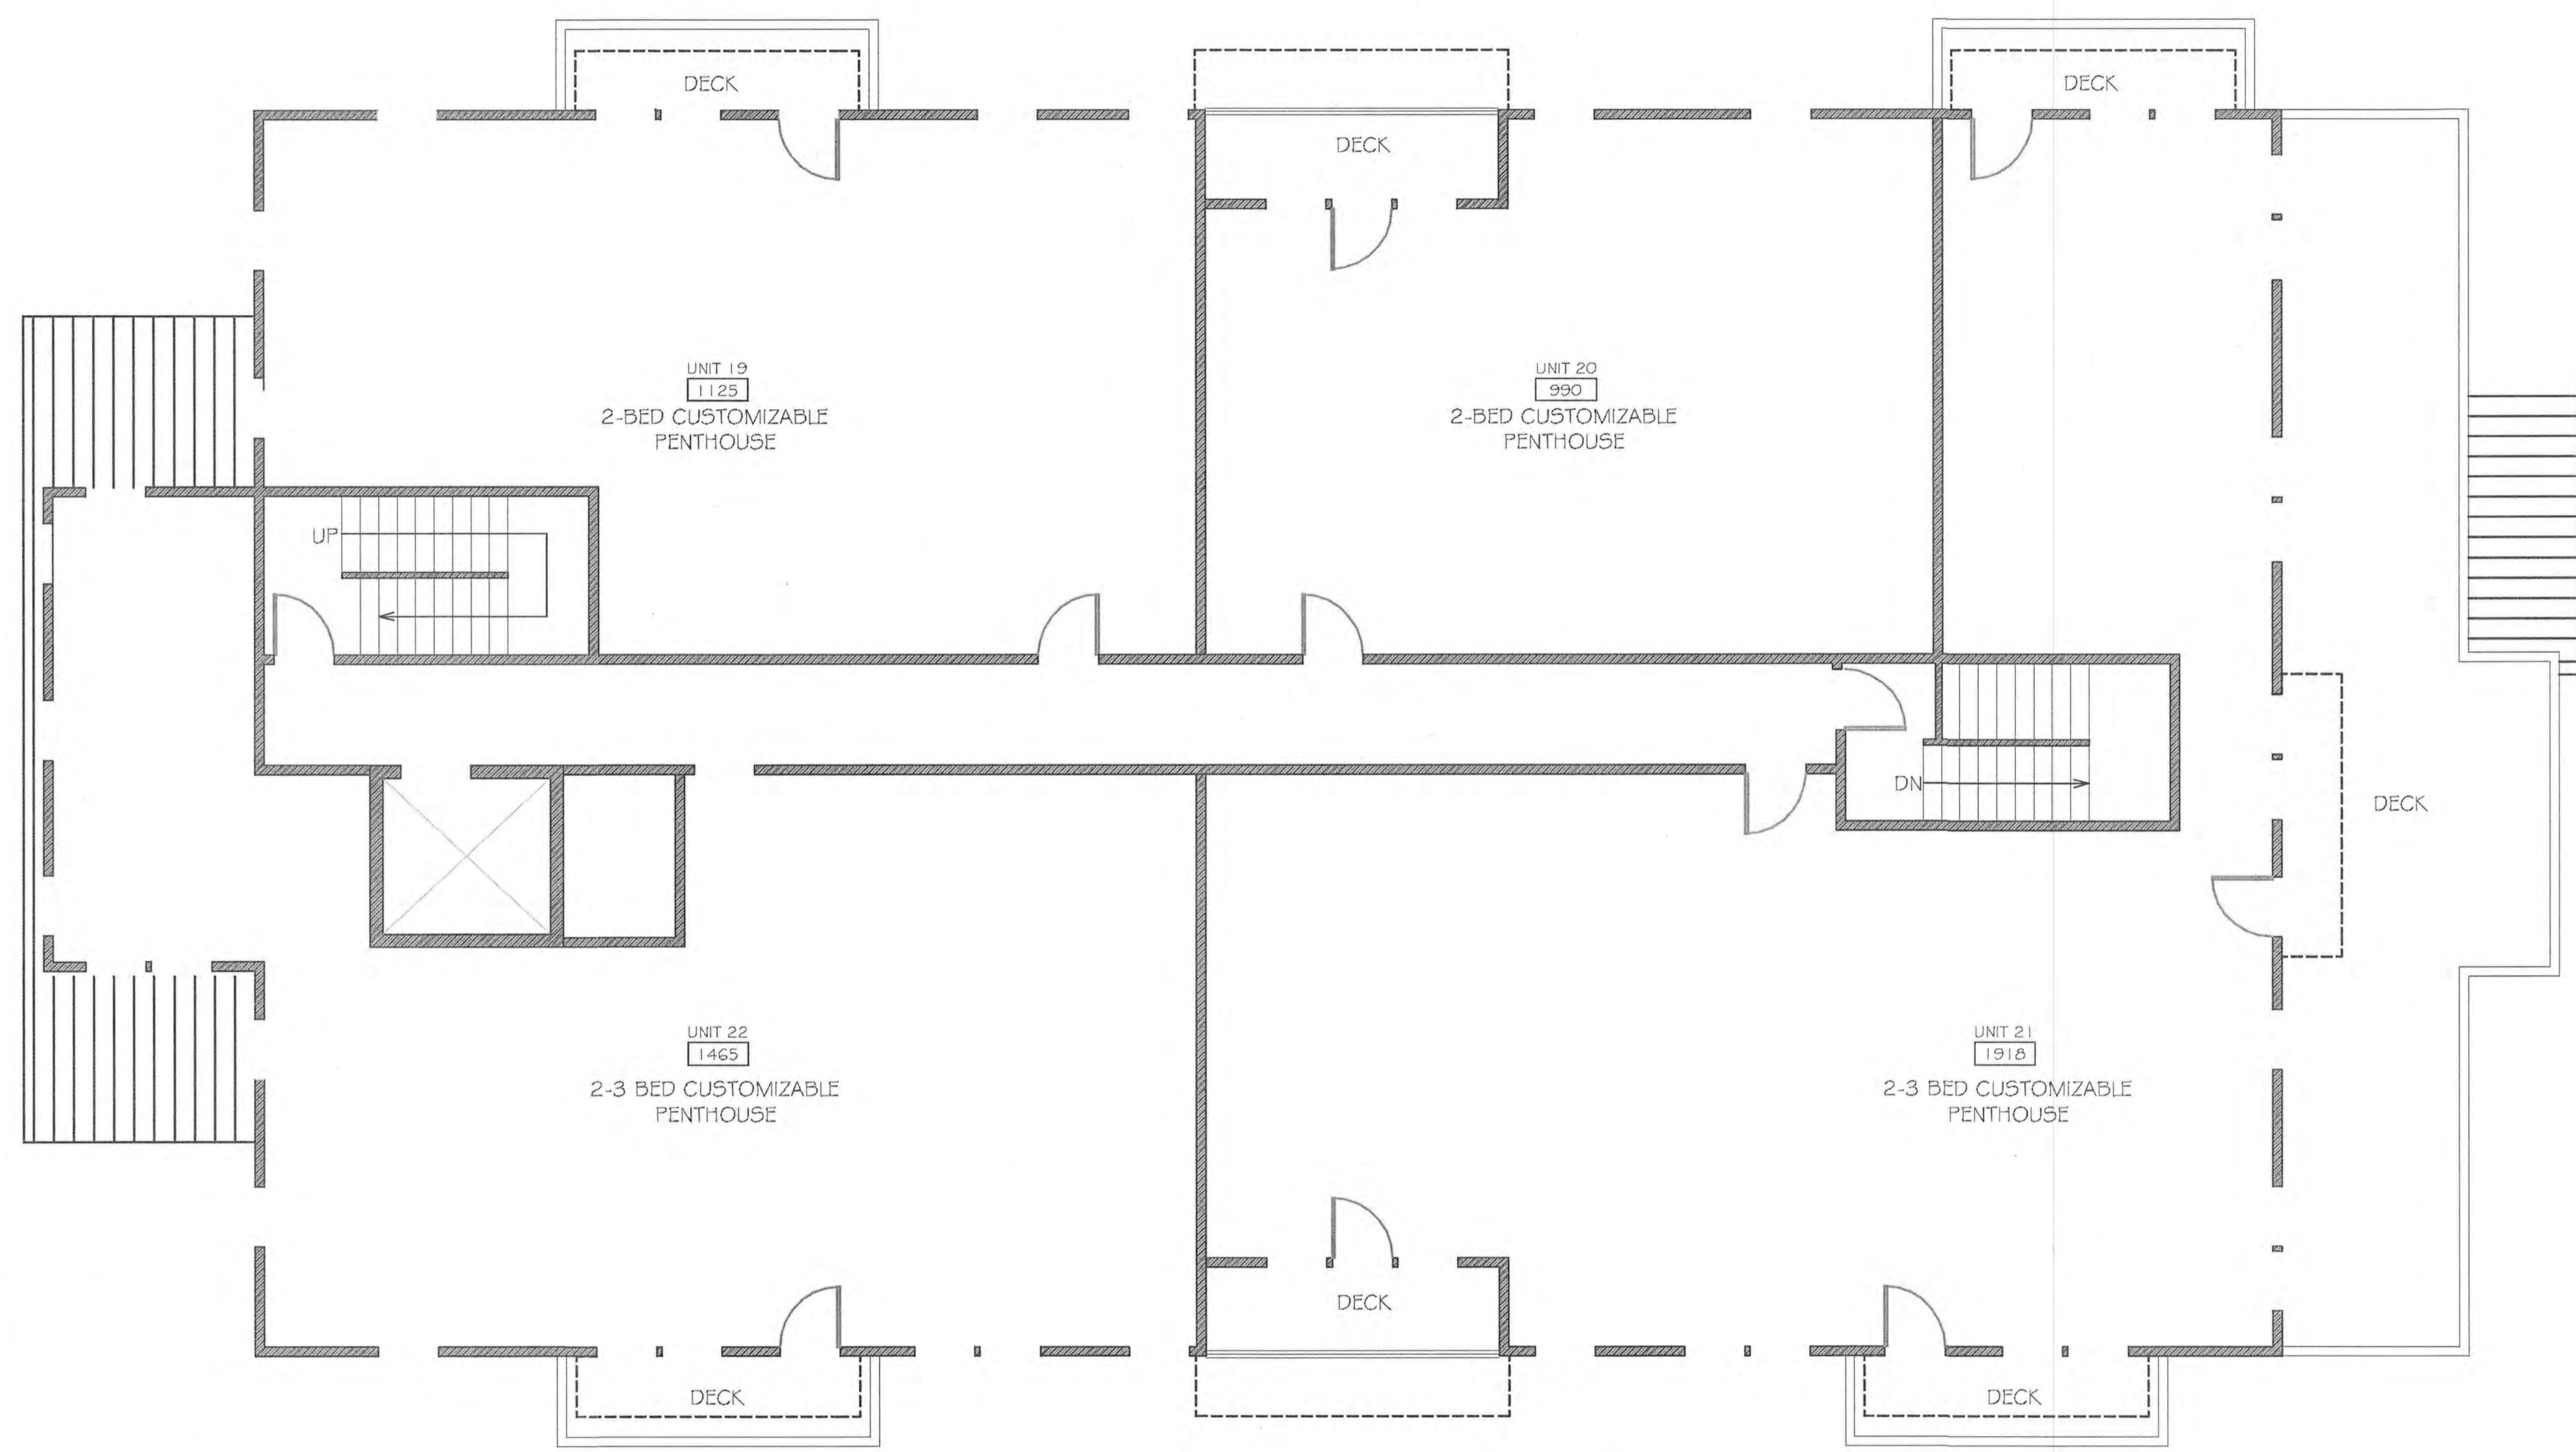 DECK
DECK
DECK
UNIT 19
1125
2-BED CUSTOMIZABLE
PENTHOUSE
UNIT 20
990
2-BED CUSTOMIZABLE
PENTHOUSE
UP
DN
DECK
UNIT 22
1465
2-3 BED CUSTOMIZABLE
PENTHOUSE
UNIT 21
1918
2-3 BED CUSTOMIZABLE
PENTHOUSE
DECK
DECK
DECK